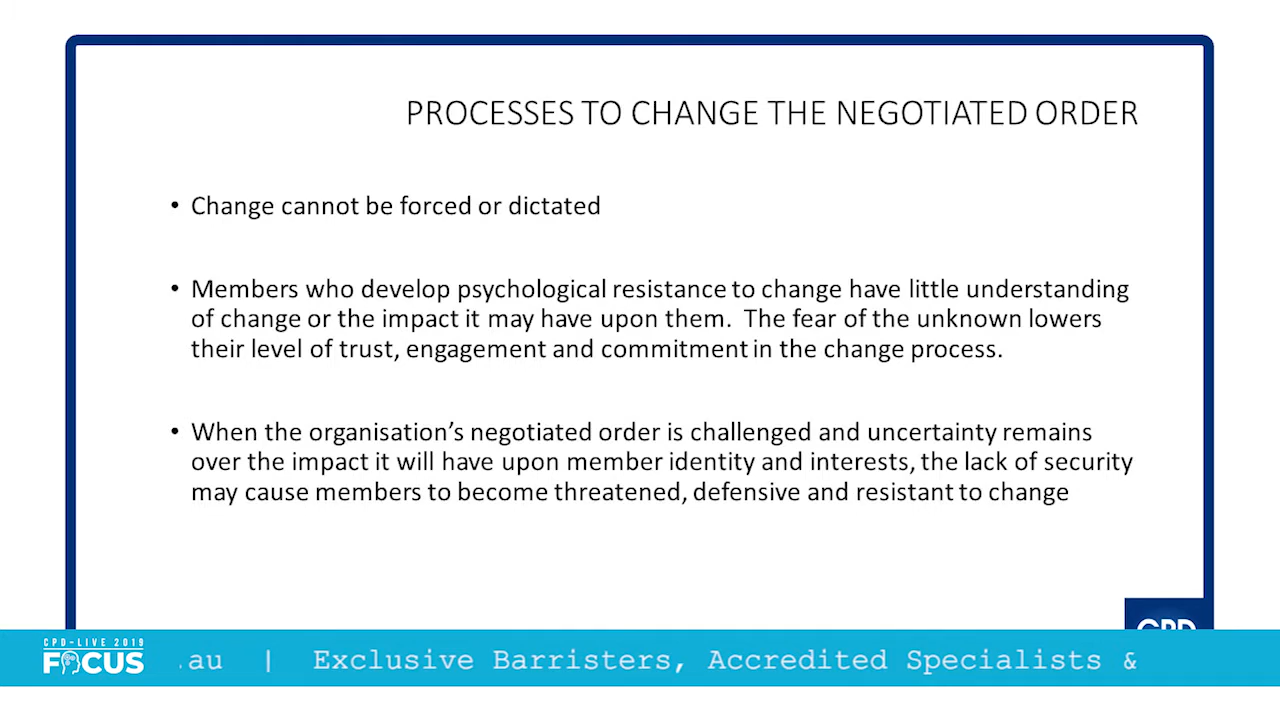 PROCESSES TO CHANGE THE NEGOTIATED ORDER
• Change cannot be forced or dictated
• Members who develop psychological resistance to change have little understanding
of change or the impact it may have upon them. The fear of the unknown lowers
their level of trust, engagement and commitment in the change process.
• When the organisation's negotiated order is challenged and uncertainty remains
over the impact it will have upon member identity and interests, the lack of security
may cause members to become threatened, defensive and resistant to change
CPD
CPD-LIVE 2019
FOCUS
.au | Exclusive Barristers, Accredited Specialists &